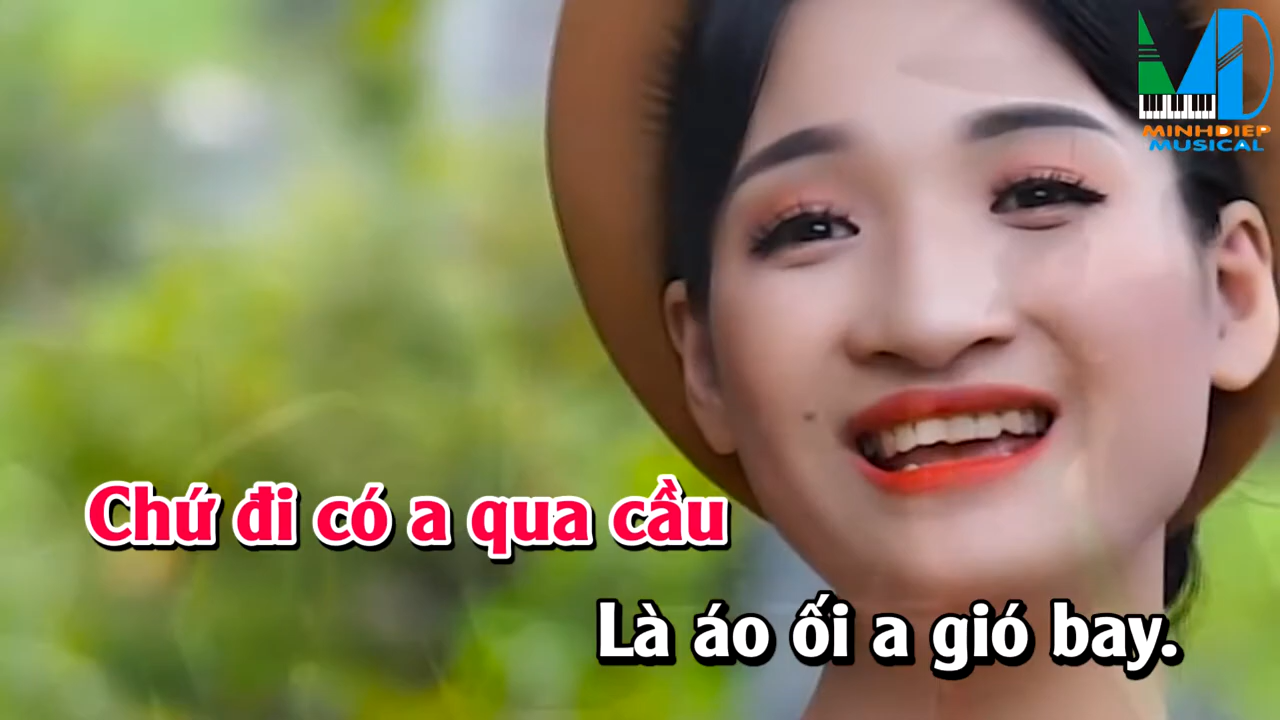 MINHDIEP
MUSICAL
Chứ đi có a qua cầu
Là áo ối a gió bay.